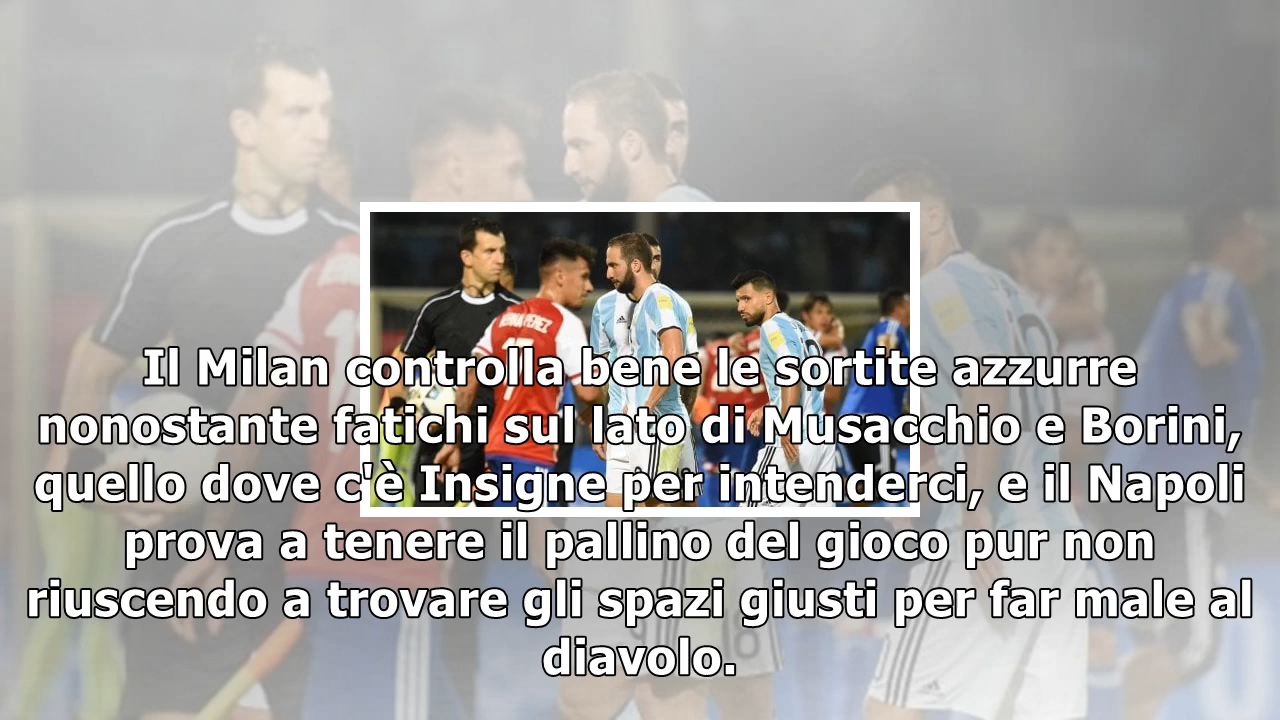 Il Milan controlla bene le sortite azzurre
nonostante fatichi sul lato di Musacchio e Borini,
quello dove c'è Insigne per intenderci, e il Napoli
prova a tenere il pallino del gioco pur non
riuscendo a trovare gli spazi giusti per far male al
diavolo.